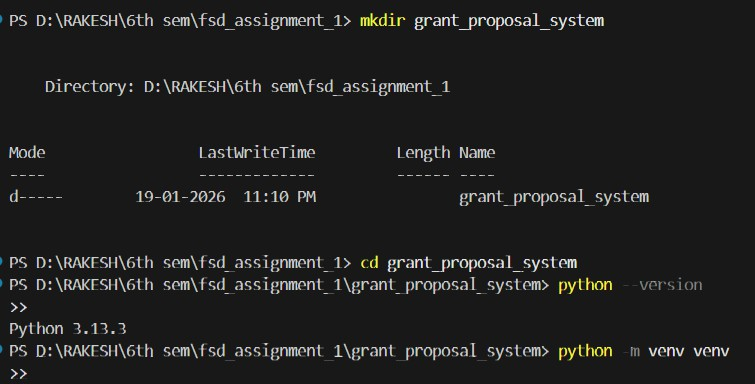 PS D:\RAKESH\6th sem\fsd_assignment_1> mkdir grant_proposal_system
Directory: D:\RAKESH\6th sem\fsd_assignment_1
Mode LastWriteTime Length Name
---- ------------- ------ ----
d----- 19-01-2026 11:10 PM grant_proposal_system
PS D:\RAKESH\6th sem\fsd_assignment_1> cd grant_proposal_system
PS D:\RAKESH\6th sem\fsd_assignment_1\grant_proposal_system> python --version
>>
Python 3.13.3
PS D:\RAKESH\6th sem\fsd_assignment_1\grant_proposal_system> python -m venv venv
>>